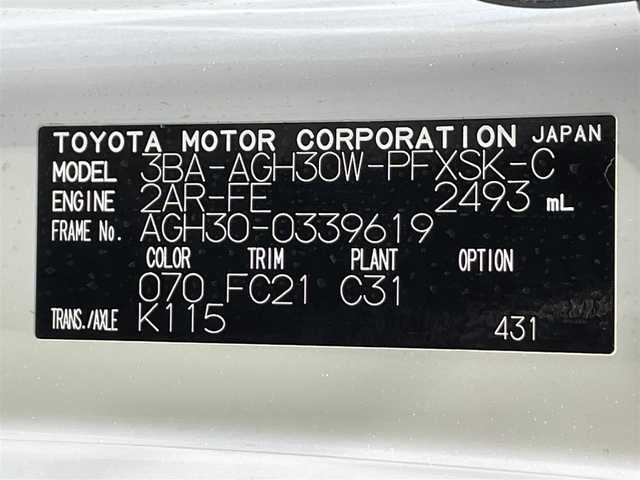 TOYOTA MOTOR CORPORATION JAPAN
MODEL 3BA-AGH30W-PFXSK-C
ENGINE 2AR-FE 2493 mL
FRAME No. AGH30-0339619
COLOR TRIM PLANT OPTION
070 FC21 C31
TRANS./AXLE K115 431